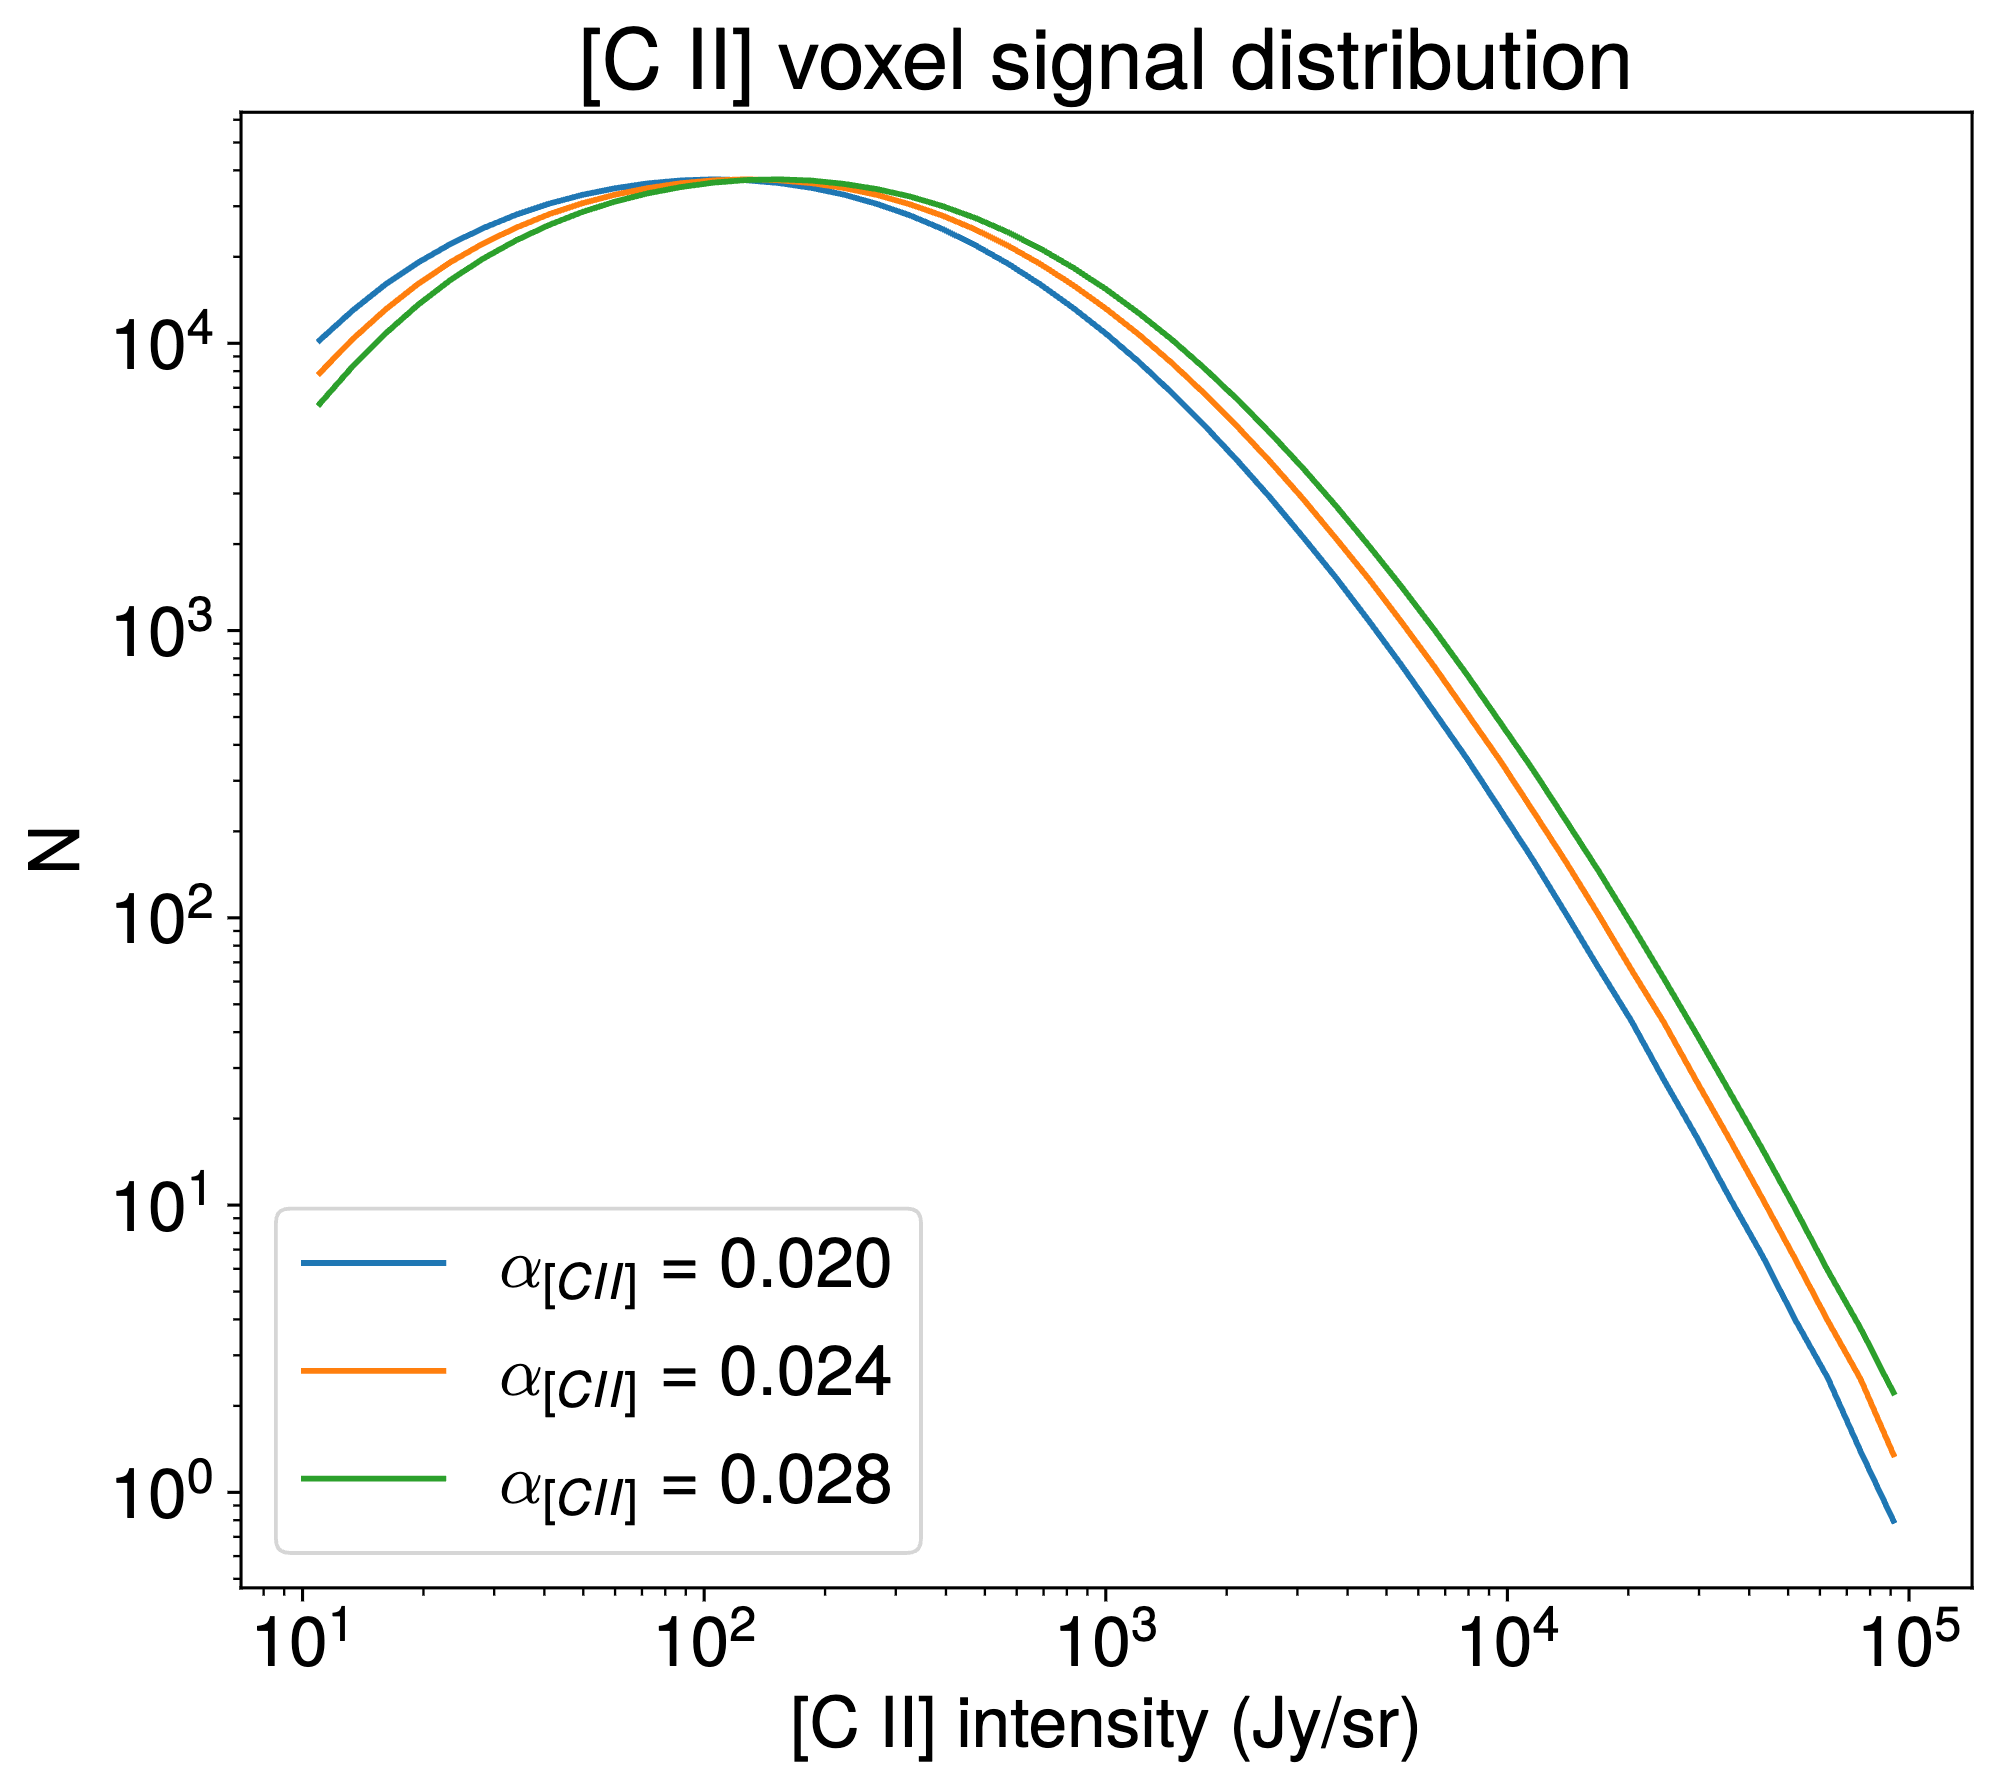 [C II] voxel signal distribution
N
10⁴
10³
10²
10¹
10⁰
α[CII] = 0.020
α[CII] = 0.024
α[CII] = 0.028
10¹ 10² 10³ 10⁴ 10⁵
[C II] intensity (Jy/sr)